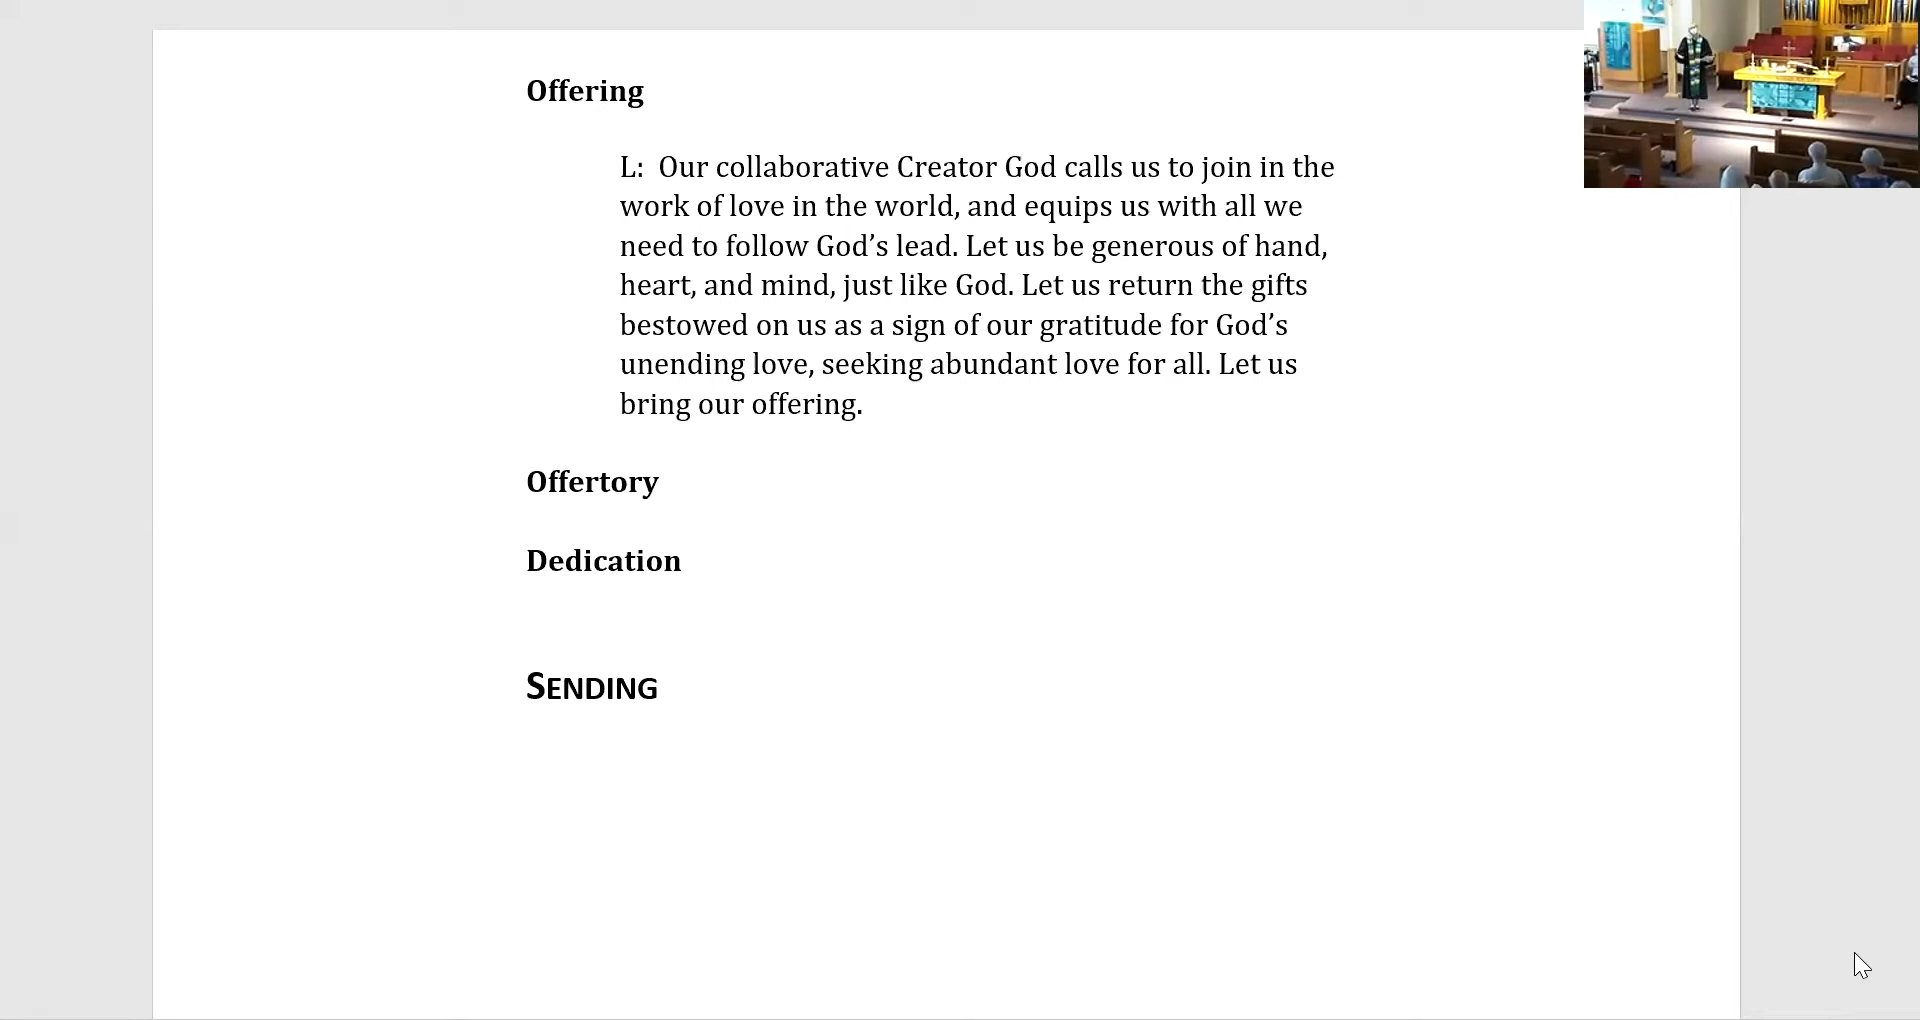 Offering
L:  Our collaborative Creator God calls us to join in the
work of love in the world, and equips us with all we
need to follow God’s lead. Let us be generous of hand,
heart, and mind, just like God. Let us return the gifts
bestowed on us as a sign of our gratitude for God’s
unending love, seeking abundant love for all. Let us
bring our offering.
Offertory
Dedication
SENDING